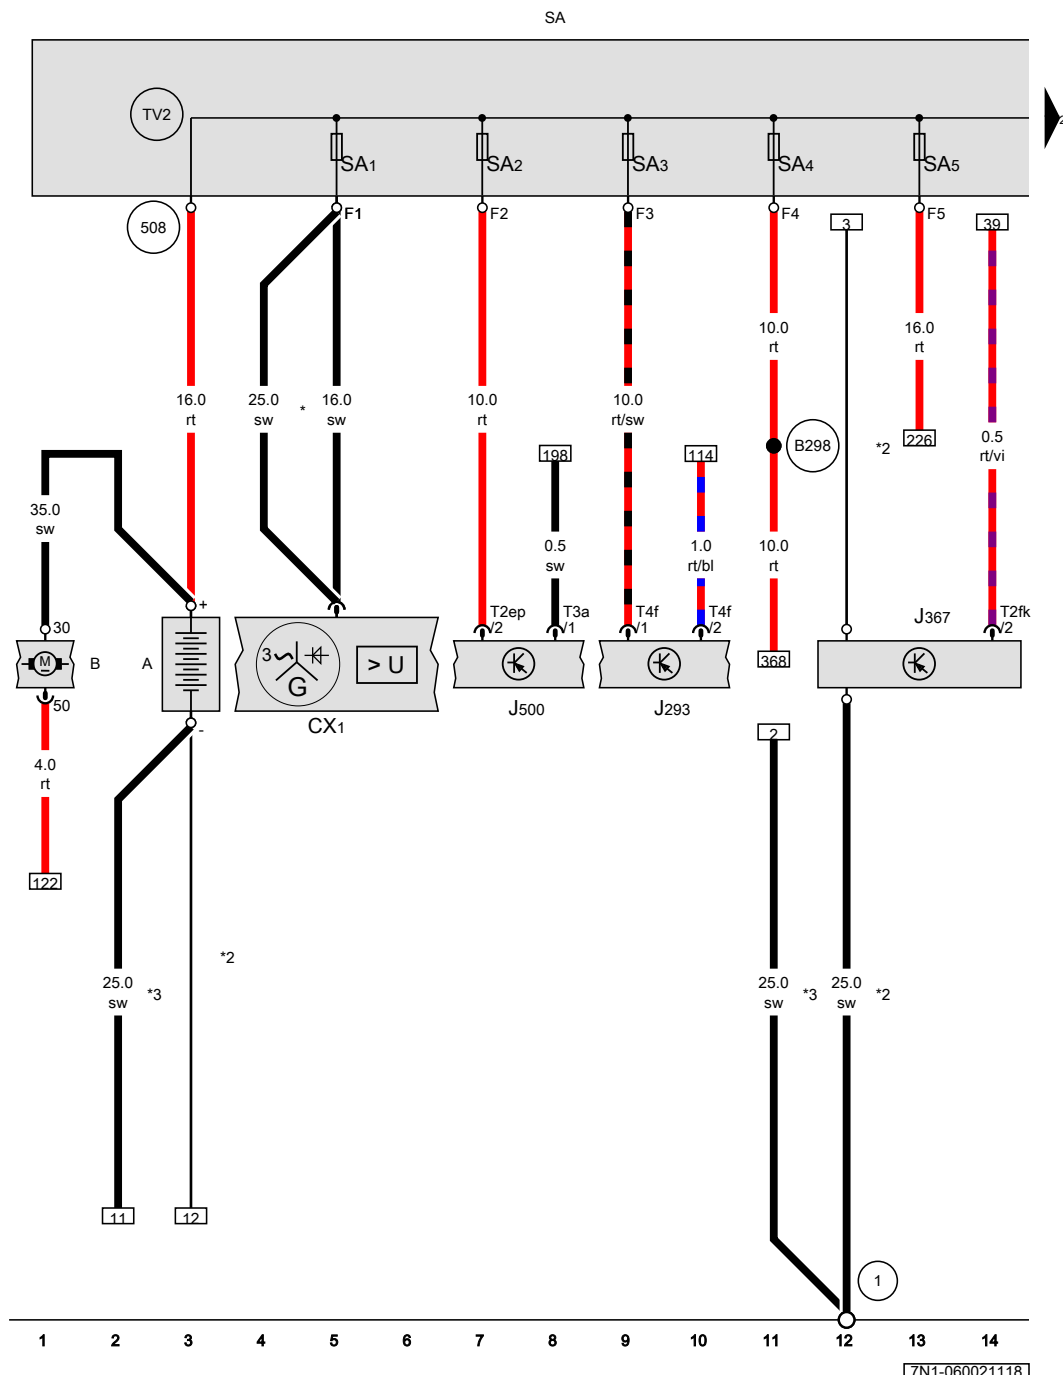 SA
TV2
SA1
SA2
SA3
SA4
SA5
508
F1
F2
F3
F4
F5
3
39
10.0
rt
16.0
rt
16.0
rt
25.0
sw
*
16.0
sw
10.0
rt
10.0
rt/sw
B298
*2
226
0.5
rt/vi
198
114
35.0
sw
0.5
sw
1.0
rt/bl
10.0
rt
30
+
T2ep
/2
T3a
/1
T4f
/1
T4f
/2
J367
T2fk
/2
M
B
A
3
G
> U
368
50
-
CX1
J500
J293
2
4.0
rt
122
*2
25.0
sw
*3
25.0
sw
*3
25.0
sw
*2
11
12
1
1 2 3 4 5 6 7 8 9 10 11 12 13 14
7N1-060021118